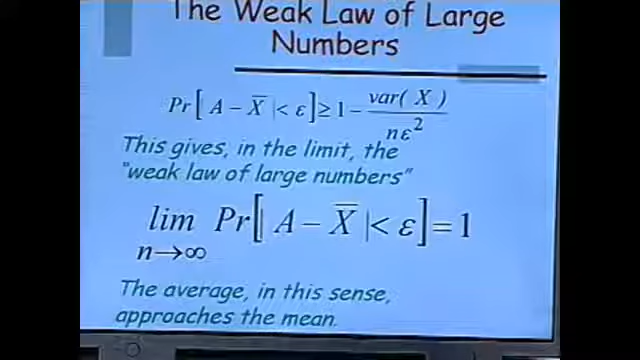 The Weak Law of Large
Numbers
Pr[| A − X̅ |< ε] ≥ 1 − var( X ) / nε²
This gives, in the limit, the
"weak law of large numbers"
lim n→∞ Pr[| A − X̅ |< ε] = 1
The average, in this sense,
approaches the mean.